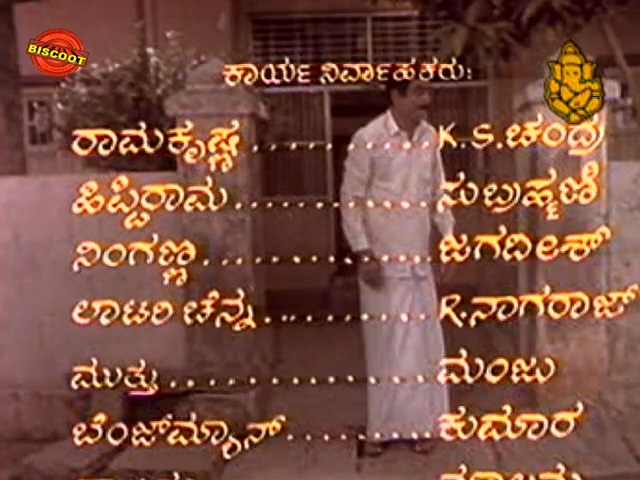 BISCOOT
ಕಾರ್ಯ ನಿರ್ವಾಹಕರು:
ರಾಮಕೃಷ್ಣ .......... K.S.ಚಂದ್ರ
ಹಿಪ್ಪಿರಾಮ ............ ಸುಬ್ರಹ್ಮಣಿ
ನಿಂಗಣ್ಣ .............. ಜಗದೀಶ್
ಲಾಟರಿ ಚೆನ್ನ .......... R.ನಾಗರಾಜ್
ಮುತ್ತು ................ ಮಂಜು
ಬೆಂಜ್‌ಮ್ಯಾನ್ ......... ಕುಮಾರ